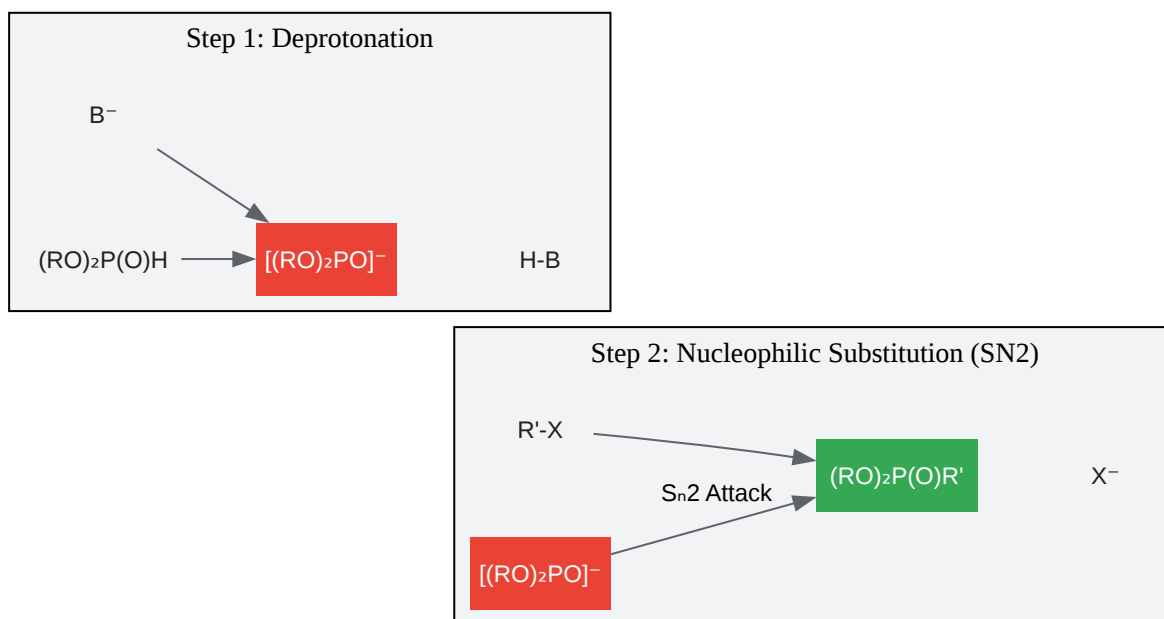 Step 1: Deprotonation
B⁻
(RO)₂P(O)H
[(RO)₂PO]⁻
H-B
Step 2: Nucleophilic Substitution (SN2)
R'-X
(RO)₂P(O)R'
X⁻
Sₙ2 Attack
[(RO)₂PO]⁻